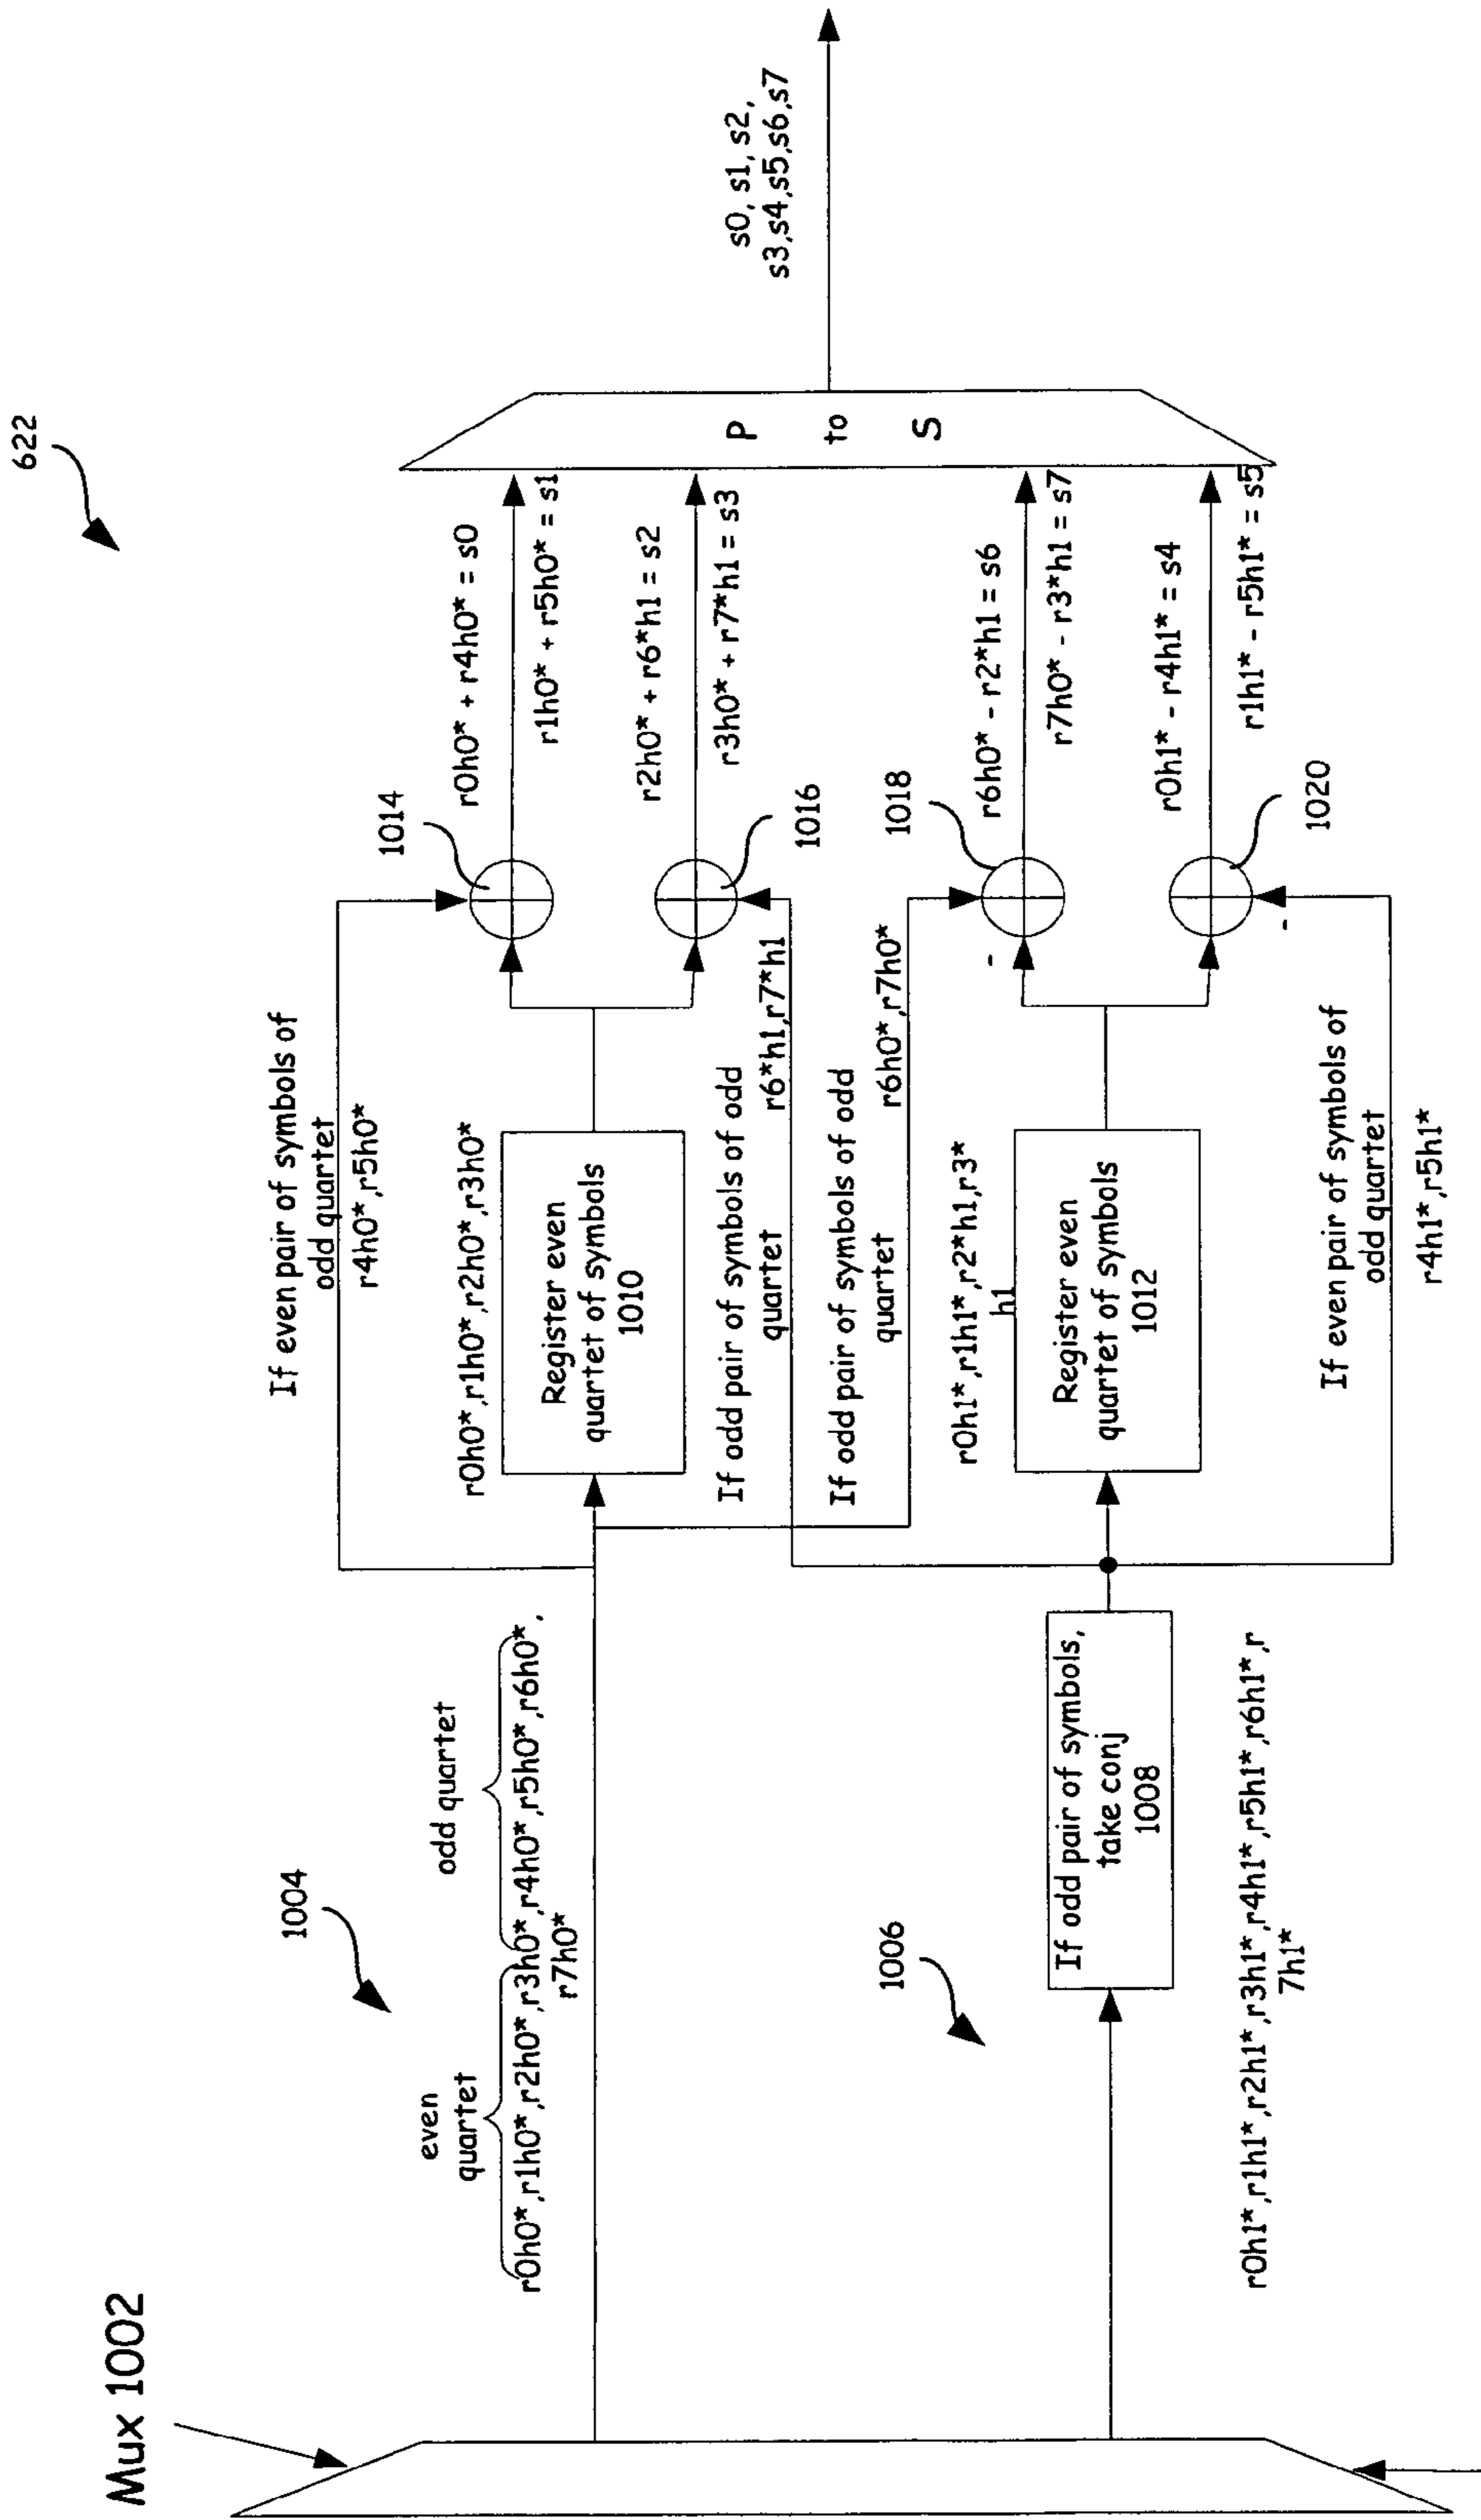 622
Mux 1002
1004
even
quartet
odd quartet
r0h0*,r1h0*,r2h0*,r3h0*,r4h0*,r5h0*,r6h0*,
r7h0*
1006
If odd pair of symbols,
take conj
1008
r0h1*,r1h1*,r2h1*,r3h1*,r4h1*,r5h1*,r6h1*,r
7h1*
If even pair of symbols of
odd quartet
r4h0*,r5h0*
r0h0*,r1h0*,r2h0*,r3h0*
Register even
quartet of symbols
1010
If odd pair of symbols of odd
quartet
r6*h1,r7*h1
If odd pair of symbols of odd
quartet
r6h0*,r7h0*
r0h1*,r1h1*,r2*h1,r3*
h1
Register even
quartet of symbols
1012
If even pair of symbols of
odd quartet
r4h1*,r5h1*
1014
1016
1018
1020
-
-
r0h0* + r4h0* = s0
r1h0* + r5h0* = s1
r2h0* + r6*h1 = s2
r3h0* + r7*h1 = s3
r6h0* - r2*h1 = s6
r7h0* - r3*h1 = s7
r0h1* - r4h1* = s4
r1h1* - r5h1* = s5
P
to
S
s0, s1, s2,
s3,s4,s5,s6,s7